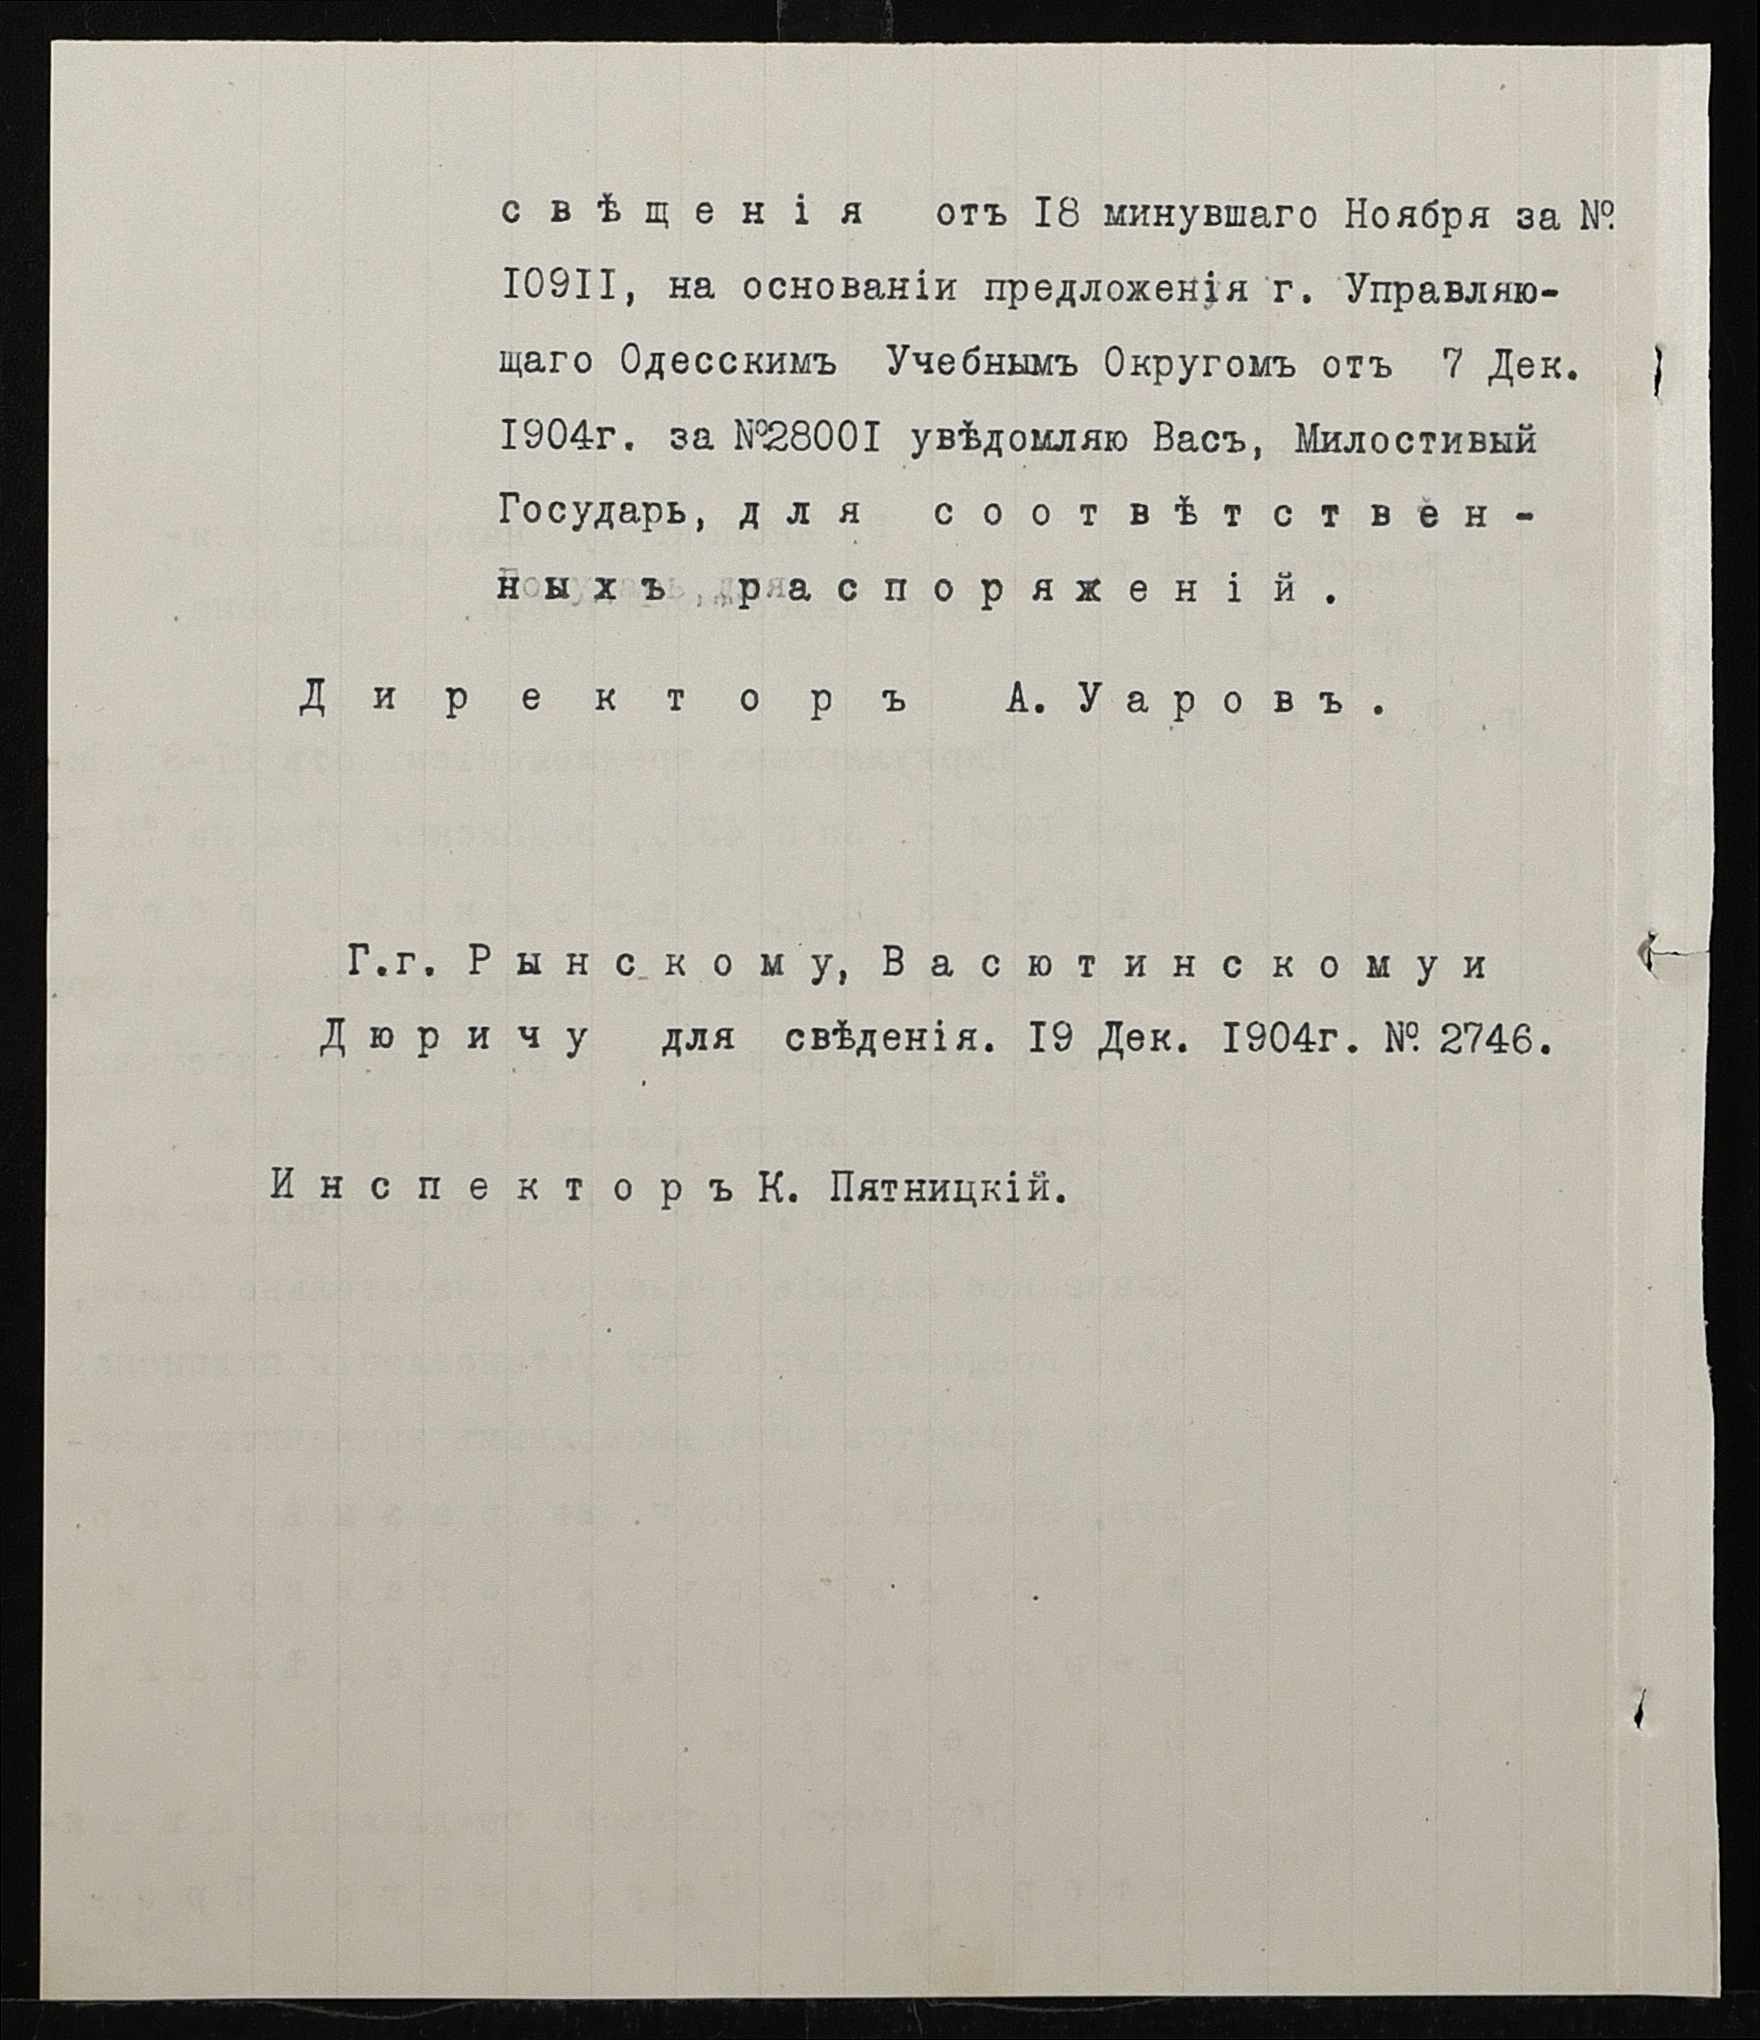 свѣщенія отъ I8 минувшаго Ноября за №.
I09II, на основаніи предложенія г. Управляю-
щаго Одесскимъ Учебнымъ Округомъ отъ 7 Дек.
I904г. за №2800I увѣдомляю Васъ, Милостивый
Государь, для соотвѣтствен-
ныхъ распоряженій.
Директоръ А. Уаровъ.
Г.г. Рынскому, Васютинскому и
Дюричу для свѣденія. I9 Дек. I904г. №. 2746.
Инспекторъ К. Пятницкій.